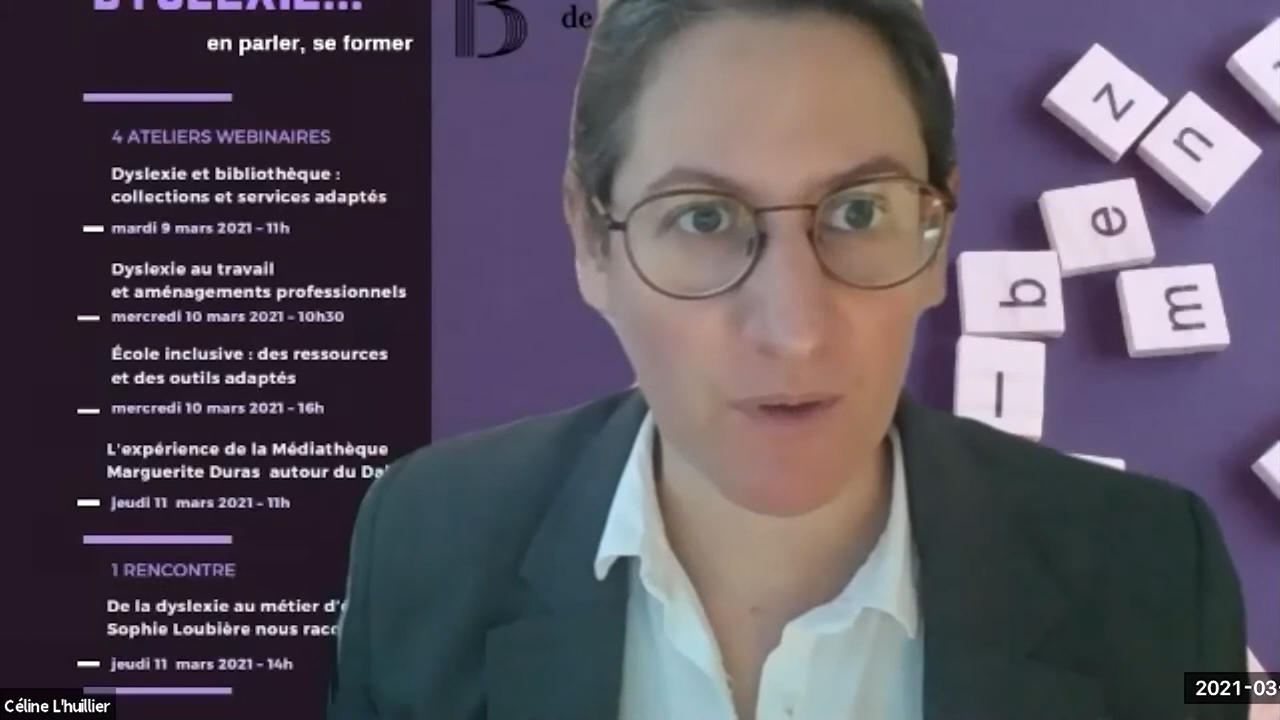 DYSLEXIE...
en parler, se former
B
de
4 ATELIERS WEBINAIRES
Dyslexie et bibliothèque :
collections et services adaptés
mardi 9 mars 2021 - 11h
Dyslexie au travail
et aménagements professionnels
mercredi 10 mars 2021 - 10h30
École inclusive : des ressources
et des outils adaptés
mercredi 10 mars 2021 - 16h
L'expérience de la Médiathèque
Marguerite Duras autour du
jeudi 11 mars 2021 - 11h
1 RENCONTRE
De la dyslexie au métier
Sophie Loubière nous
jeudi 11 mars 2021 - 14h
z
n
e
b
m
Céline L'huillier
2021-03